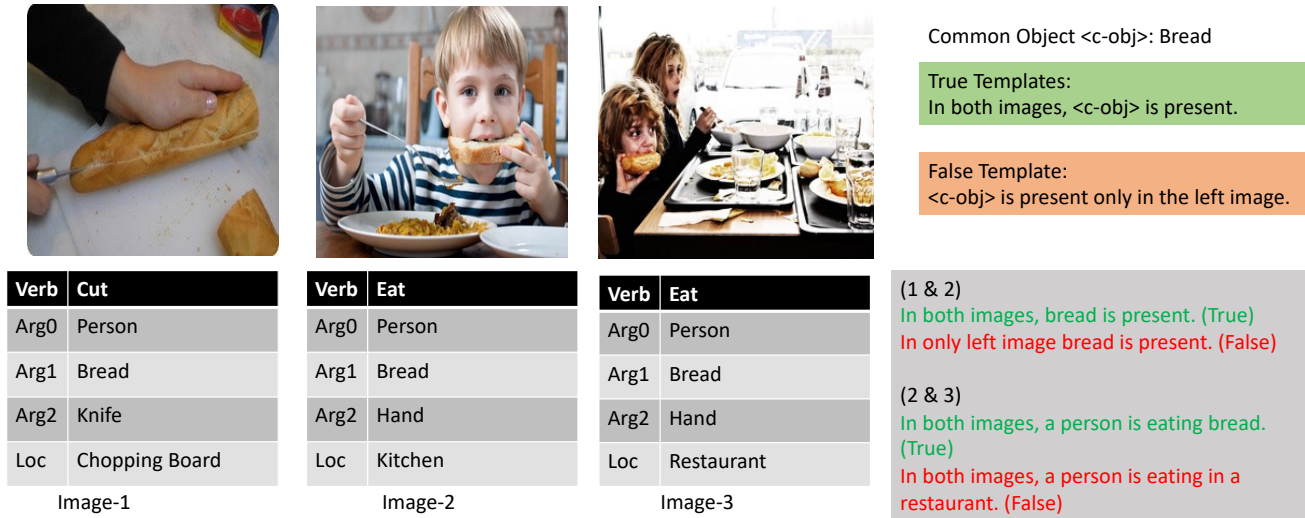 Common Object <c-obj>: Bread
True Templates:
In both images, <c-obj> is present.
False Template:
<c-obj> is present only in the left image.
Verb Cut
Arg0 Person
Arg1 Bread
Arg2 Knife
Loc Chopping Board
Image-1
Verb Eat
Arg0 Person
Arg1 Bread
Arg2 Hand
Loc Kitchen
Image-2
Verb Eat
Arg0 Person
Arg1 Bread
Arg2 Hand
Loc Restaurant
Image-3
(1 & 2)
In both images, bread is present. (True)
In only left image bread is present. (False)
(2 & 3)
In both images, a person is eating bread.
(True)
In both images, a person is eating in a
restaurant. (False)